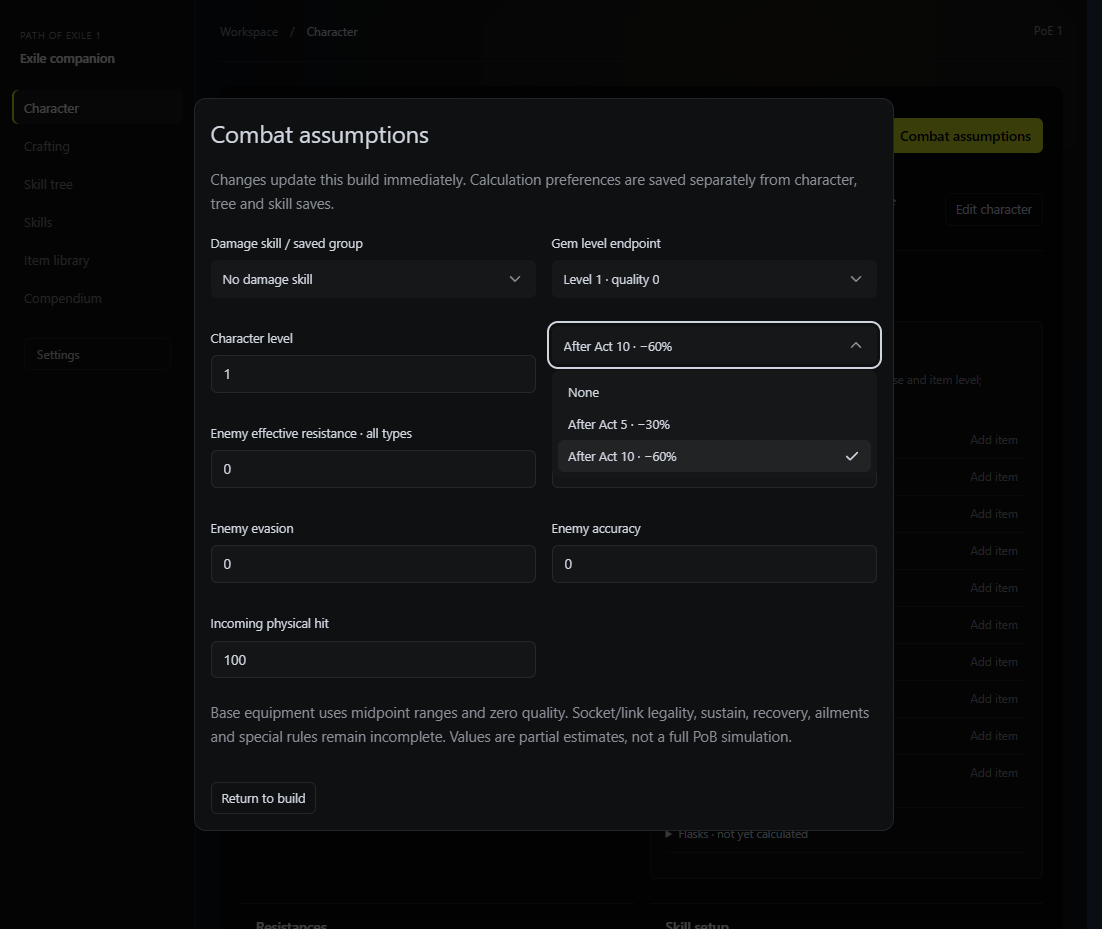 PATH OF EXILE 1
Exile companion
Character
Crafting
Skill tree
Skills
Item library
Compendium
Settings
Workspace / Character
PoE 1
Combat assumptions
Edit character
Combat assumptions
Changes update this build immediately. Calculation preferences are saved separately from character,
tree and skill saves.
Damage skill / saved group
Gem level endpoint
No damage skill
Level 1 · quality 0
Character level
1
After Act 10 · −60%
None
After Act 5 · −30%
After Act 10 · −60%
Enemy effective resistance · all types
0
Enemy evasion
Enemy accuracy
0
0
Incoming physical hit
100
Base equipment uses midpoint ranges and zero quality. Socket/link legality, sustain, recovery, ailments
and special rules remain incomplete. Values are partial estimates, not a full PoB simulation.
Return to build
se and item level;
Add item
Add item
Add item
Add item
Add item
Add item
Add item
Add item
Add item
Add item
Flasks · not yet calculated
Resistances
Skill setup